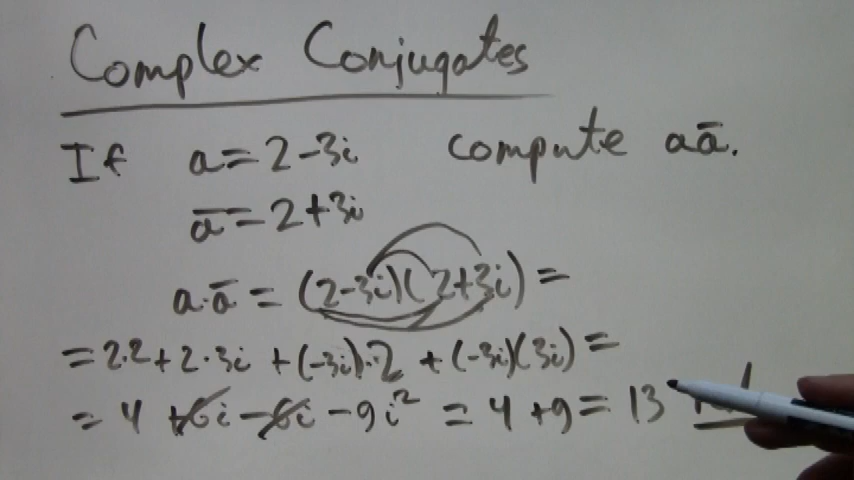 Complex Conjugates
If a = 2-3i compute aā.
ā = 2+3i
a·ā = (2-3i)(2+3i) =
= 2·2 + 2·3i + (-3i)·2 + (-3i)(3i) =
= 4 +6i -6i -9i² = 4 +9 = 13